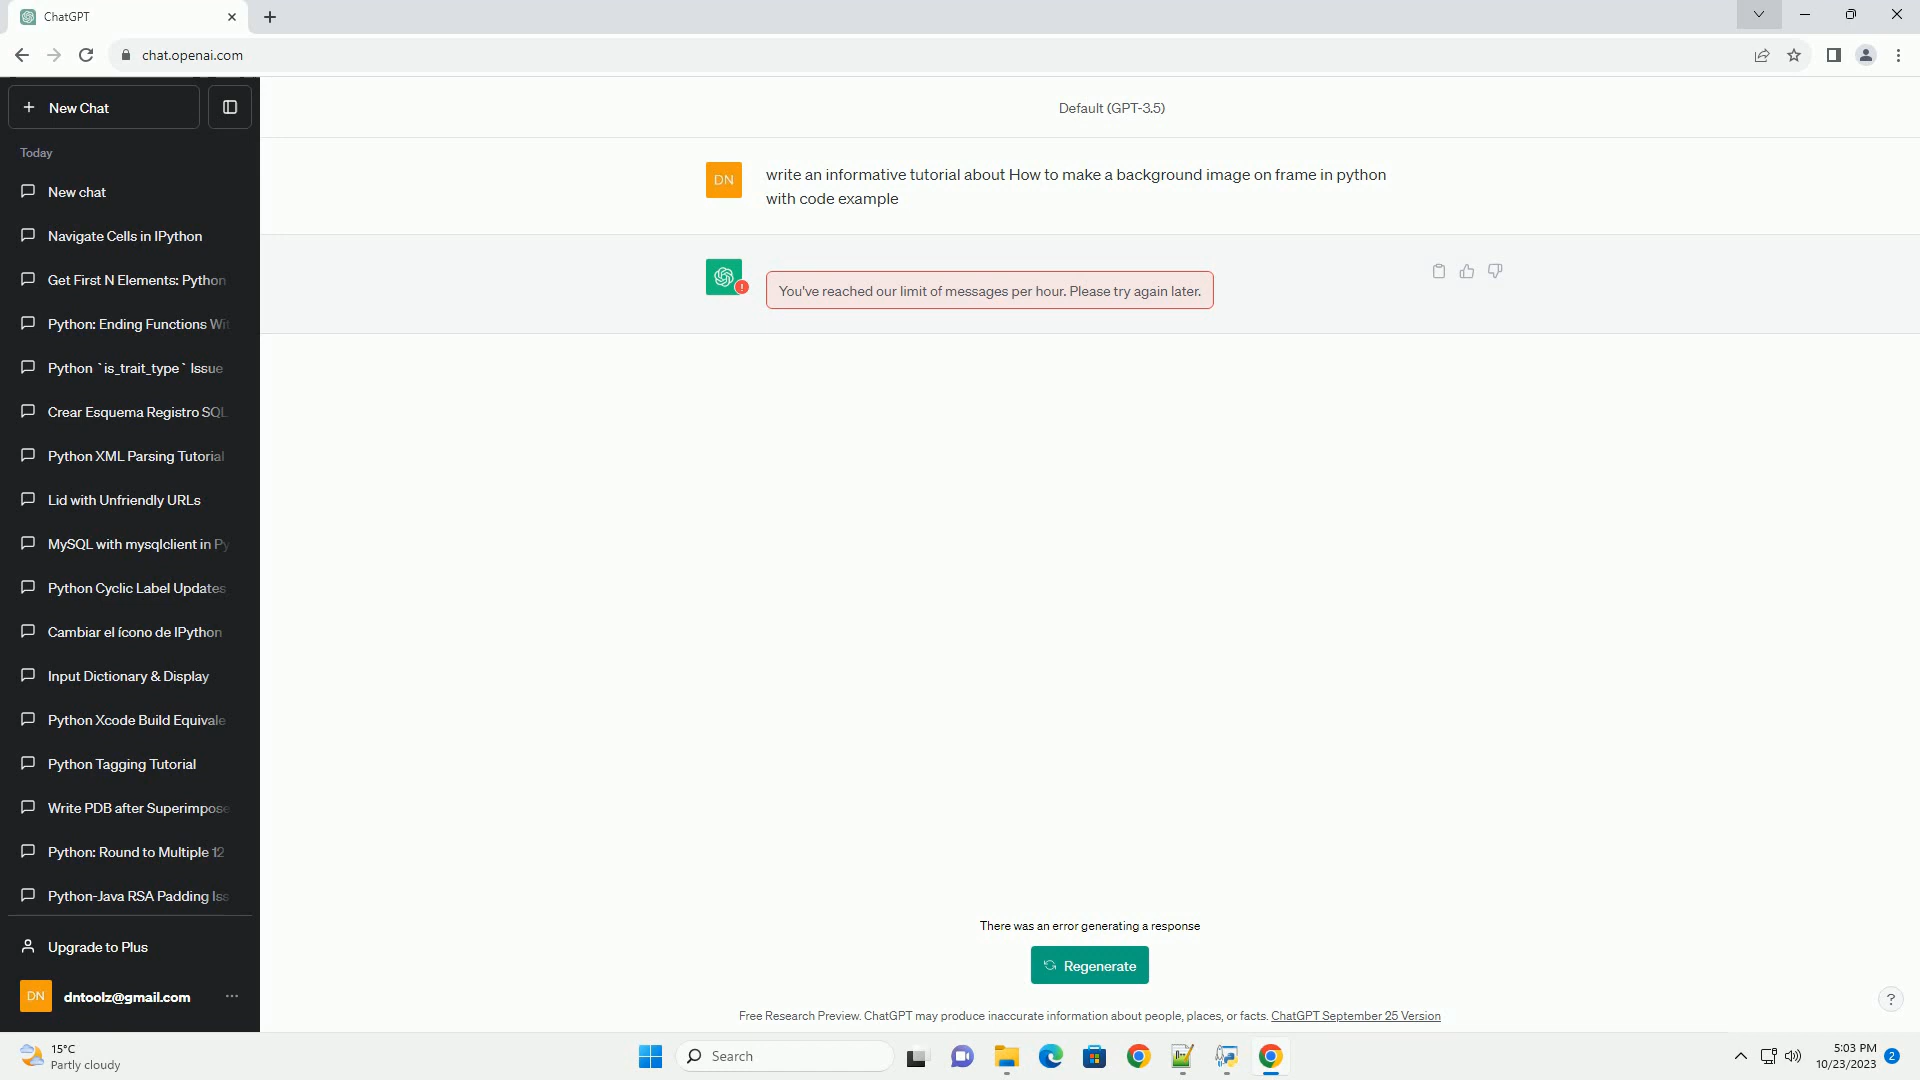 ChatGPT
chat.openai.com
New Chat
Today
New chat
Navigate Cells in IPython
Get First N Elements: Python
Python: Ending Functions Wit
Python `is_trait_type` Issue
Crear Esquema Registro SQL
Python XML Parsing Tutorial
Lid with Unfriendly URLs
MySQL with mysqlclient in Py
Python Cyclic Label Updates
Cambiar el ícono de IPython
Input Dictionary & Display
Python Xcode Build Equivale
Python Tagging Tutorial
Write PDB after Superimpose
Python: Round to Multiple 12
Python-Java RSA Padding Iss
Upgrade to Plus
DN
dntoolz@gmail.com
Default (GPT-3.5)
DN
write an informative tutorial about How to make a background image on frame in python
with code example
You've reached our limit of messages per hour. Please try again later.
There was an error generating a response
Regenerate
Free Research Preview. ChatGPT may produce inaccurate information about people, places, or facts. ChatGPT September 25 Version
?
15°C
Partly cloudy
Search
5:03 PM
10/23/2023
2